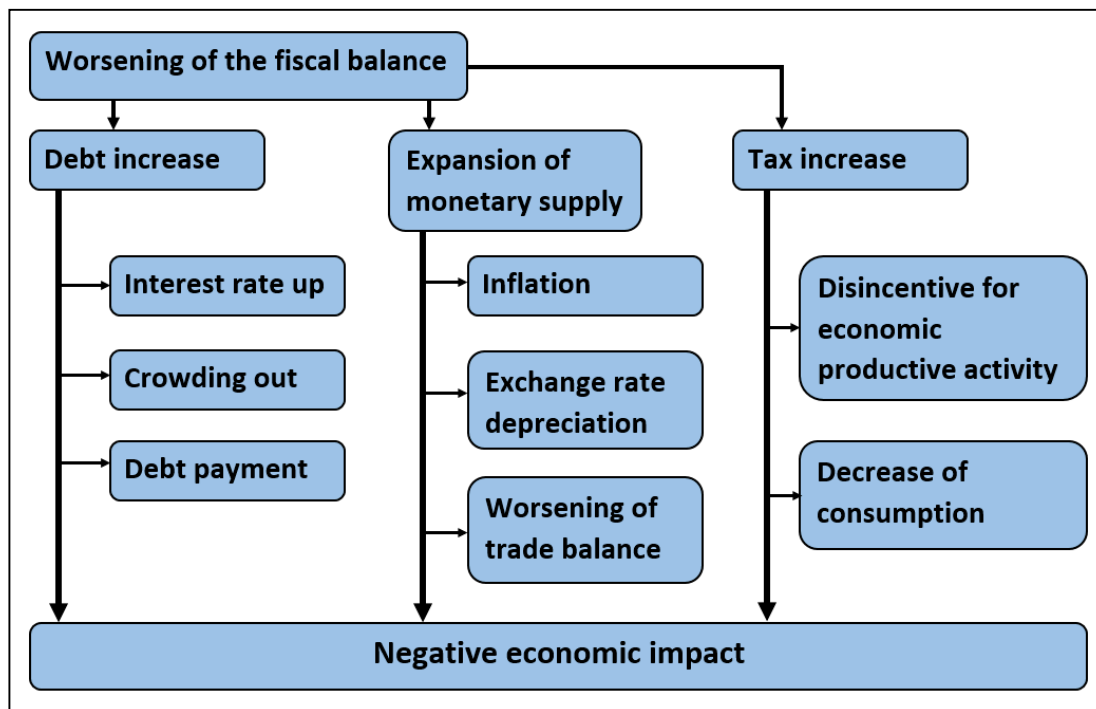 Worsening of the fiscal balance
Debt increase
Interest rate up
Crowding out
Debt payment
Expansion of
monetary supply
Inflation
Exchange rate
depreciation
Worsening of
trade balance
Tax increase
Disincentive for
economic
productive activity
Decrease of
consumption
Negative economic impact